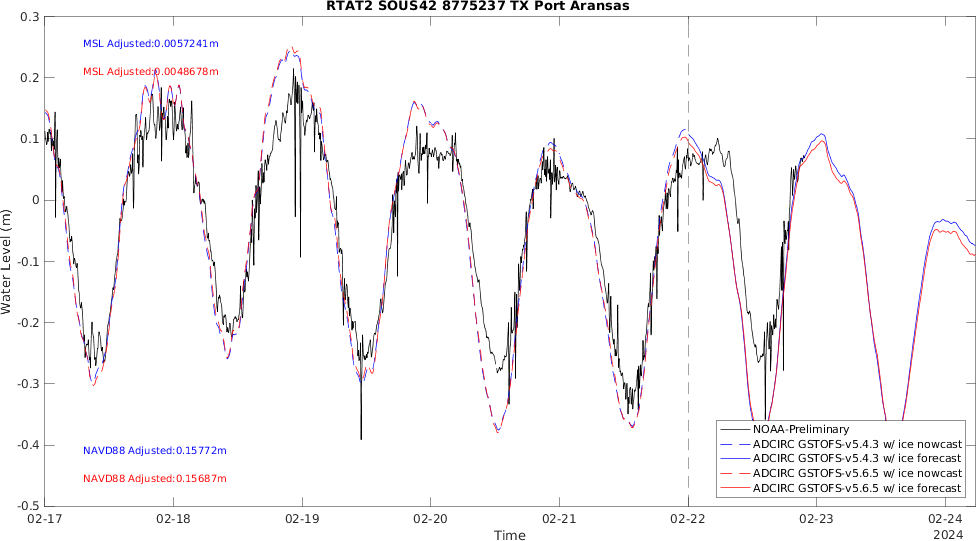 RTAT2 SOUS42 8775237 TX Port Aransas
0.3
0.2
0.1
0
-0.1
-0.2
-0.3
-0.4
-0.5
Water Level (m)
MSL Adjusted:0.0057241m
MSL Adjusted:0.0048678m
NAVD88 Adjusted:0.15772m
NAVD88 Adjusted:0.15687m
NOAA-Preliminary
ADCIRC GSTOFS-v5.4.3 w/ ice nowcast
ADCIRC GSTOFS-v5.4.3 w/ ice forecast
ADCIRC GSTOFS-v5.6.5 w/ ice nowcast
ADCIRC GSTOFS-v5.6.5 w/ ice forecast
02-17 02-18 02-19 02-20 02-21 02-22 02-23 02-24
Time
2024